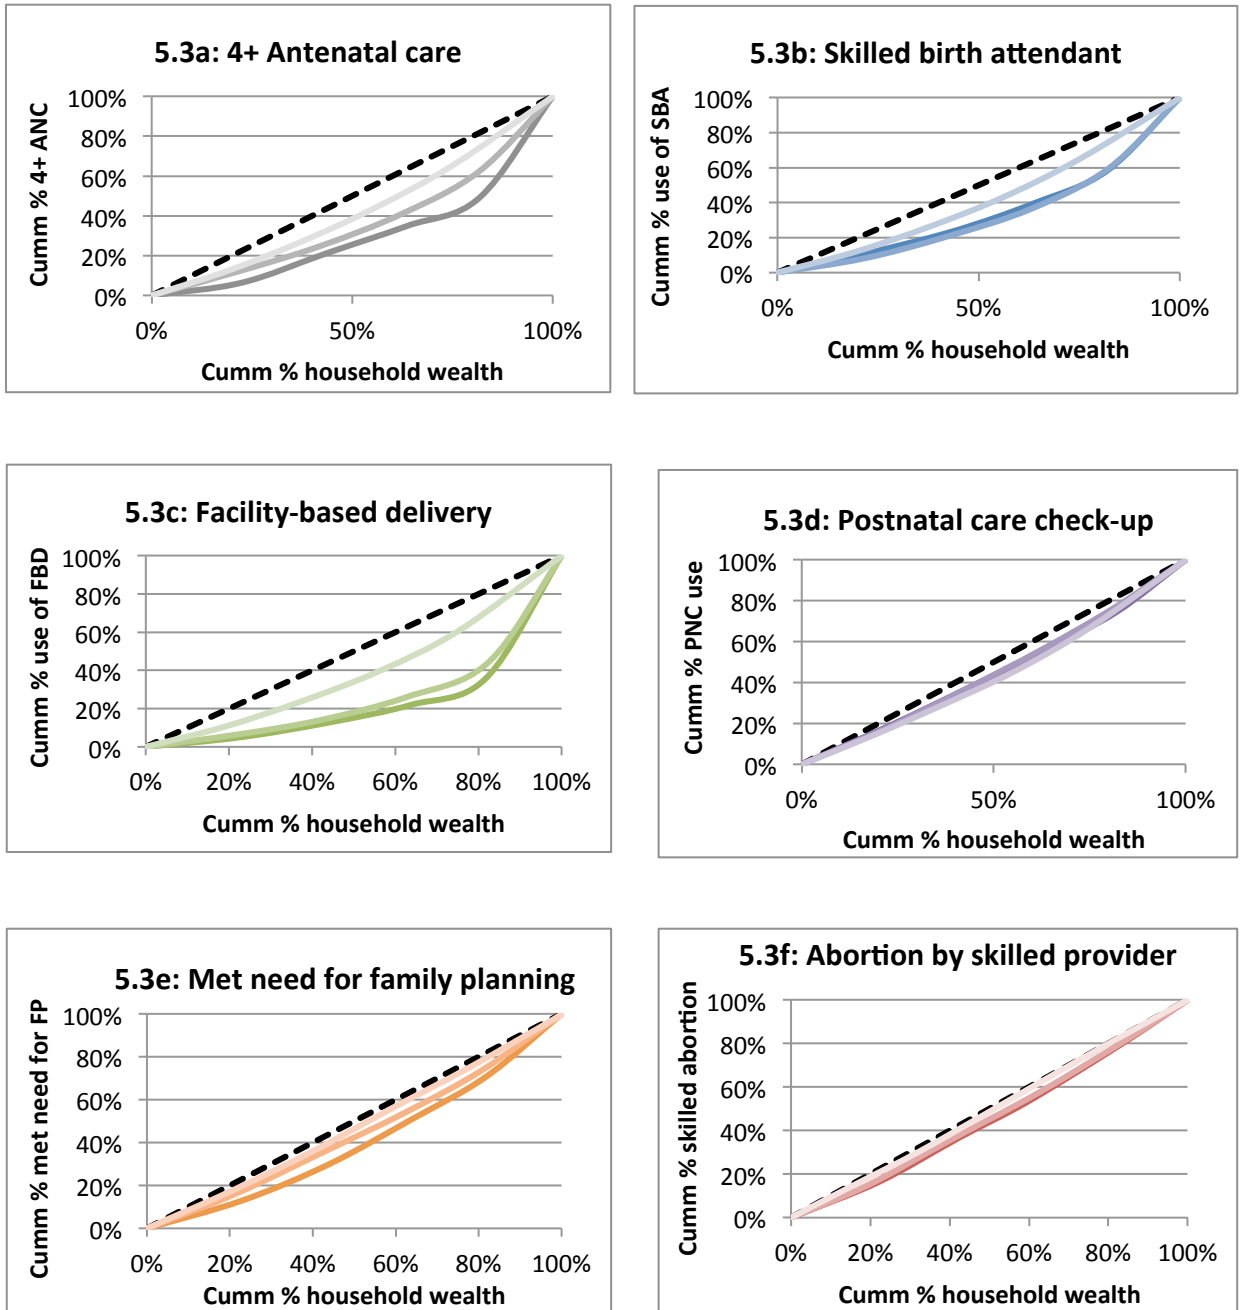 5.3a: 4+ Antenatal care
Cumm % 4+ ANC
100%
80%
60%
40%
20%
0%
0% 50% 100%
Cumm % household wealth
5.3b: Skilled birth attendant
Cumm % use of SBA
100%
80%
60%
40%
20%
0%
0% 50% 100%
Cumm % household wealth
5.3c: Facility-based delivery
Cumm % use of FBD
100%
80%
60%
40%
20%
0%
0% 20% 40% 60% 80% 100%
Cumm % household wealth
5.3d: Postnatal care check-up
Cumm % PNC use
100%
80%
60%
40%
20%
0%
0% 50% 100%
Cumm % household wealth
5.3e: Met need for family planning
Cumm % met need for FP
100%
80%
60%
40%
20%
0%
0% 20% 40% 60% 80% 100%
Cumm % household wealth
5.3f: Abortion by skilled provider
Cumm % skilled abortion
100%
80%
60%
40%
20%
0%
0% 20% 40% 60% 80% 100%
Cumm % household wealth